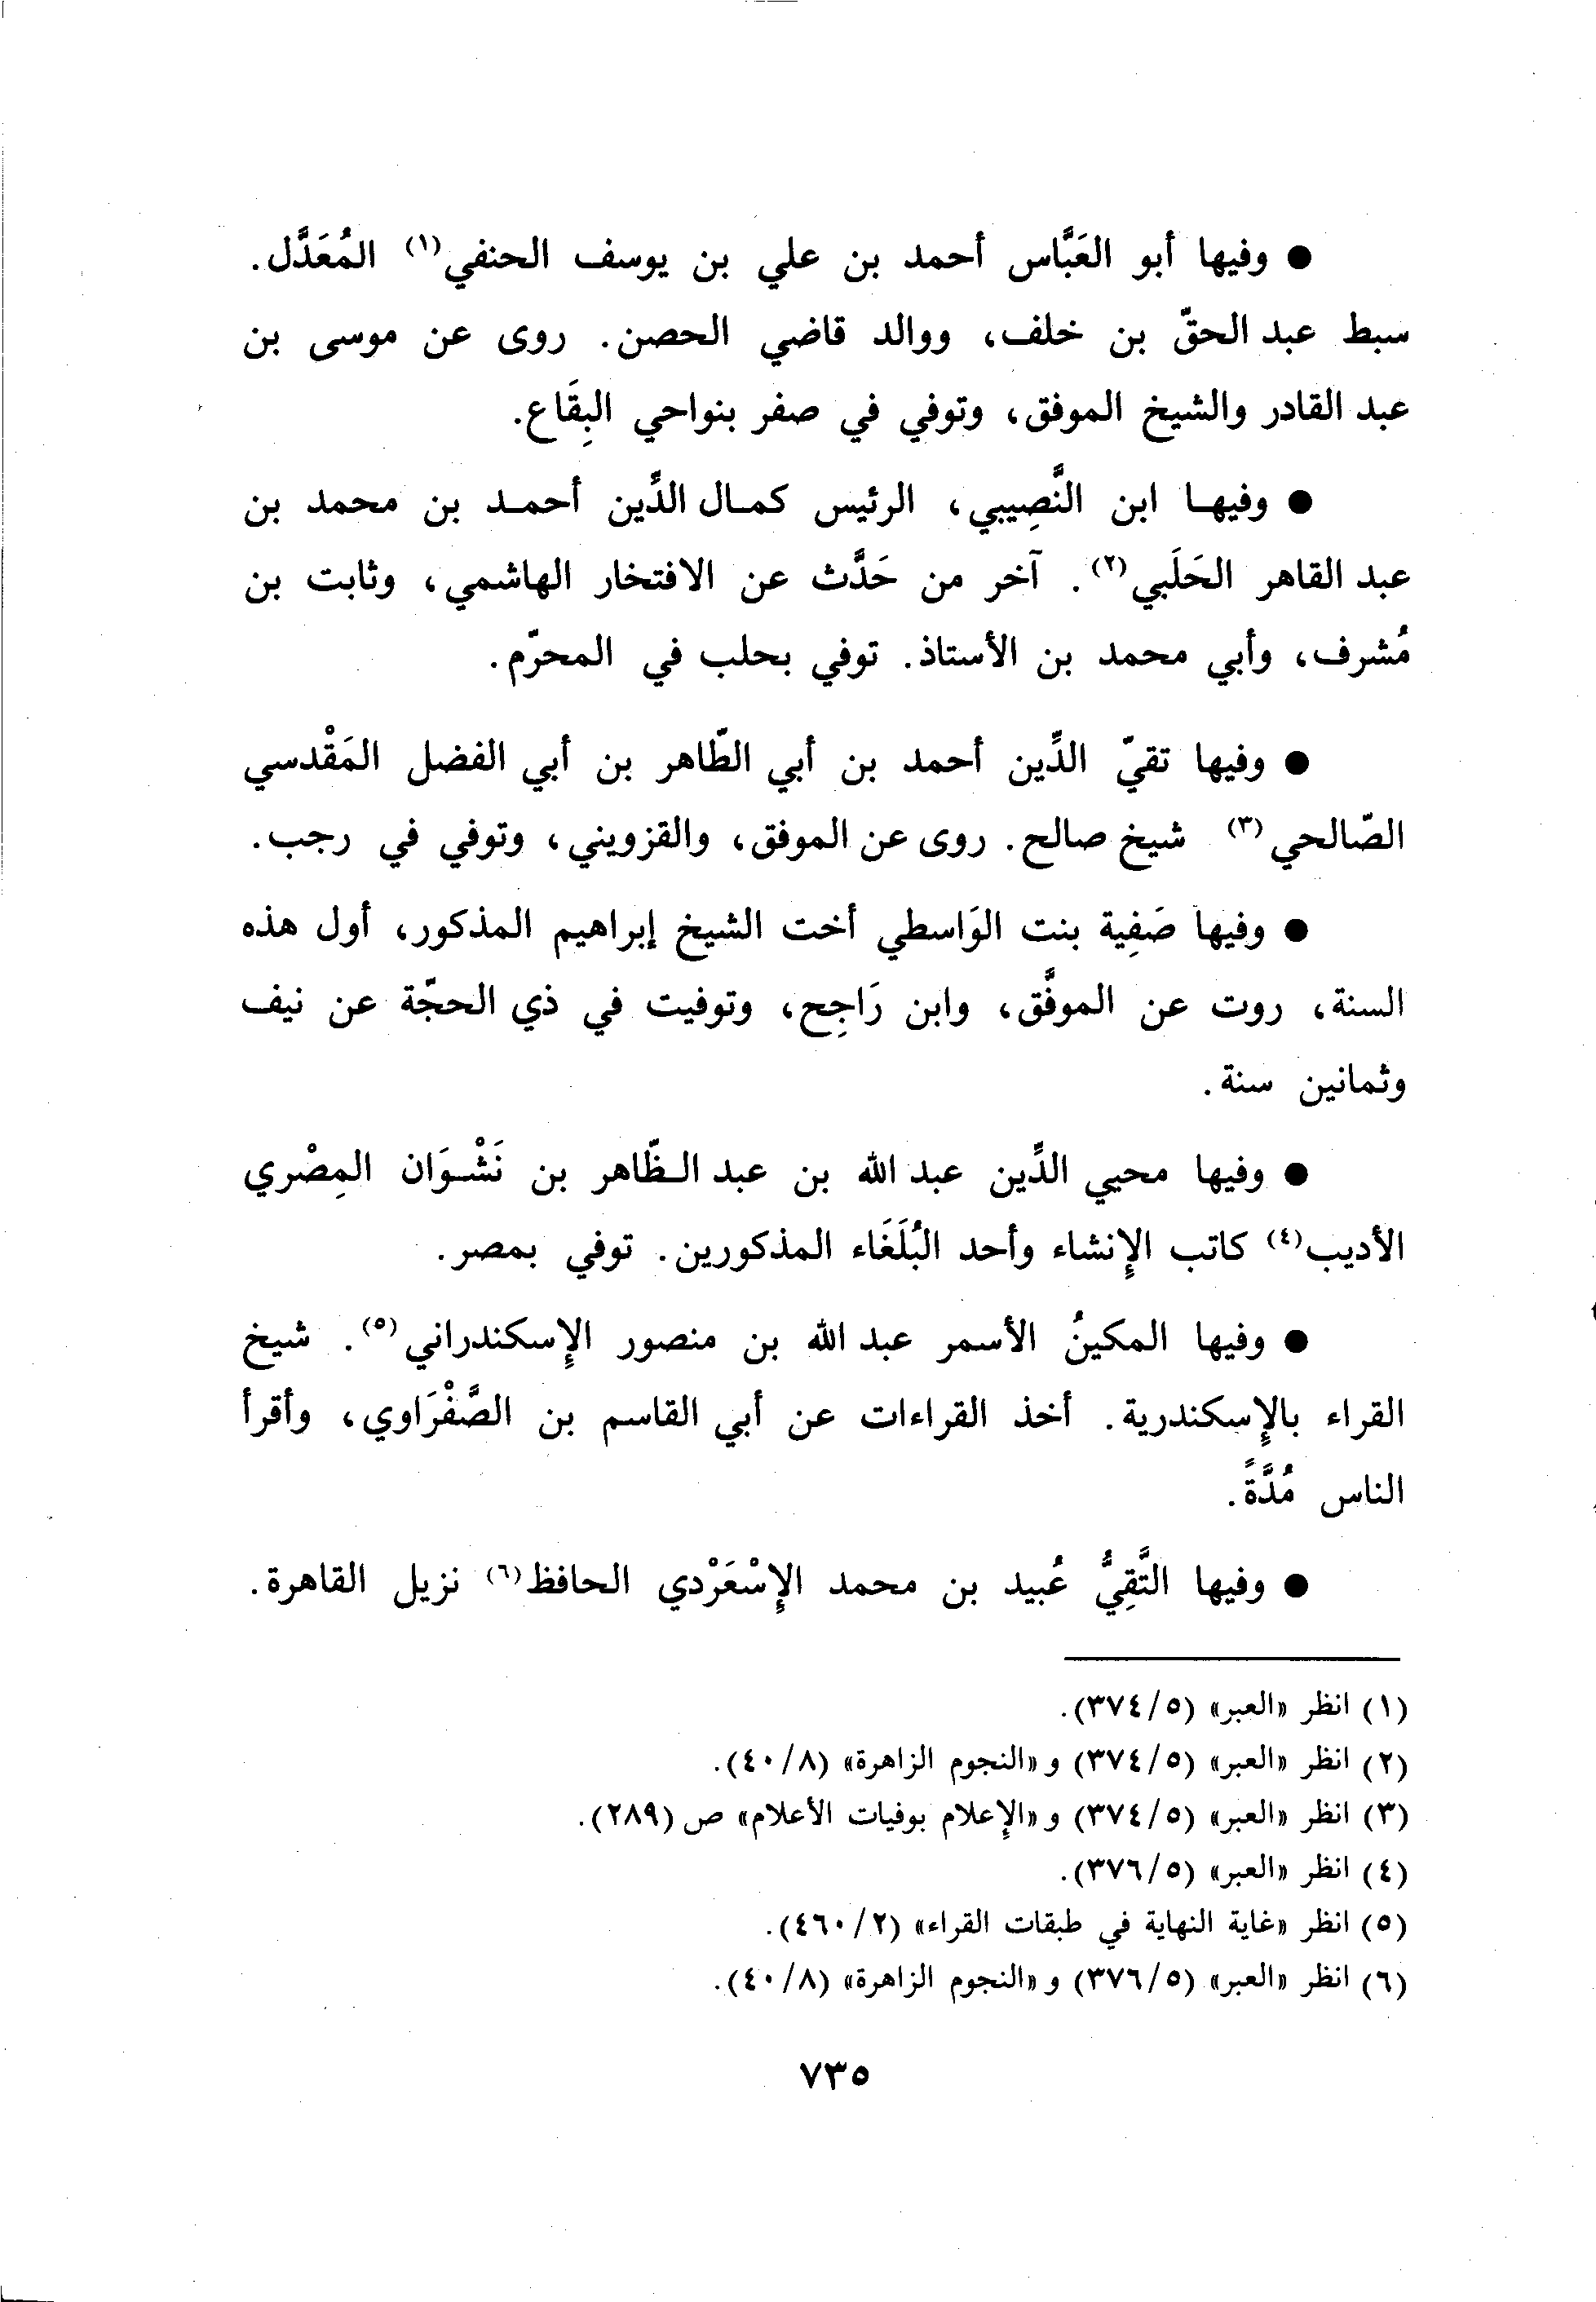 ● وفيها أبو العَبَّاس أحمد بن علي بن يوسف الحنفي(١) المُعَدَّل.
سبط عبد الحقّ بن خلف، ووالد قاضي الحصن. روى عن موسى بن
عبد القادر والشيخ الموفق، وتوفي في صفر بنواحي البِقَاع.
● وفيها ابن النَّصِيبي، الرئيس كمال الدِّين أحمد بن محمد بن
عبد القاهر الحَلَبي(٢). آخر من حَدَّث عن الافتخار الهاشمي، وثابت بن
مُشرف، وأبي محمد بن الأستاذ. توفي بحلب في المحرّم.
● وفيها تقيّ الدِّين أحمد بن أبي الطّاهر بن أبي الفضل المَقْدسي
الصّالحي(٣) شيخ صالح. روى عن الموفق، والقزويني، وتوفي في رجب.
● وفيها صَفِية بنت الوَاسطي أخت الشيخ إبراهيم المذكور، أول هذه
السنة، روت عن الموفَّق، وابن رَاجِح، وتوفيت في ذي الحجّة عن نيف
وثمانين سنة.
● وفيها محيي الدِّين عبد الله بن عبد الظّاهر بن نَشْوَان المِصْري
الأديب(٤) كاتب الإنشاء وأحد البُلَغَاء المذكورين. توفي بمصر.
● وفيها المكينُ الأسمر عبد الله بن منصور الإسكندراني(٥). شيخ
القراء بالإسكندرية. أخذ القراءات عن أبي القاسم بن الصَّفْرَاوي، وأقرأ
الناس مُدَّةً.
● وفيها التَّقِيُّ عُبيد بن محمد الإسْعَرْدي الحافظ(٦) نزيل القاهرة.
(١) انظر «العبر» (٣٧٤/٥).
(٢) انظر «العبر» (٣٧٤/٥) و«النجوم الزاهرة» (٤٠/٨).
(٣) انظر «العبر» (٣٧٤/٥) و«الإعلام بوفيات الأعلام» ص (٢٨٩).
(٤) انظر «العبر» (٣٧٦/٥).
(٥) انظر «غاية النهاية في طبقات القراء» (٤٦٠/٢).
(٦) انظر «العبر» (٣٧٦/٥) و«النجوم الزاهرة» (٤٠/٨).
٧٣٥